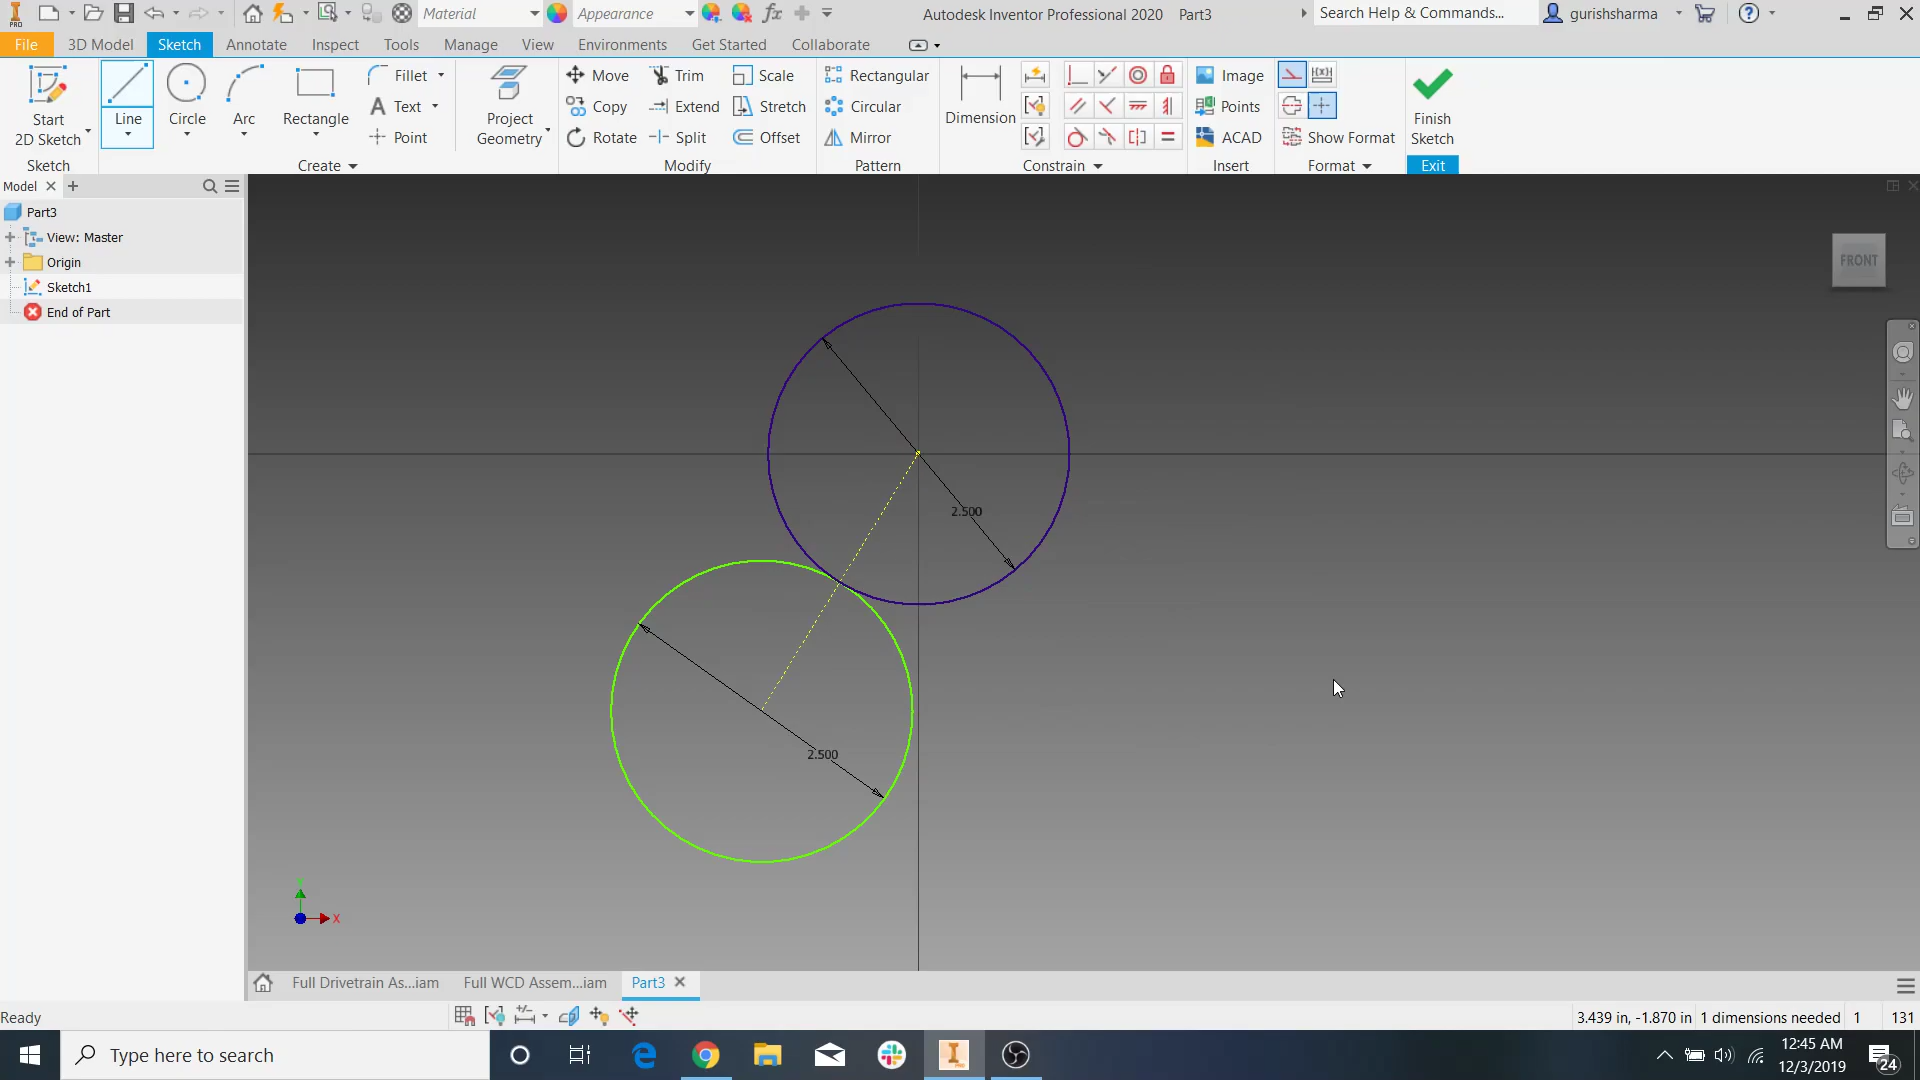 PRO Material Appearance Autodesk Inventor Professional 2020 Part3 Search Help & Commands... gurishsharma
File 3D Model Sketch Annotate Inspect Tools Manage View Environments Get Started Collaborate
Start
2D Sketch
Line Circle Arc Rectangle
Fillet
Text
Point
Project
Geometry
Move Trim Scale
Copy Extend Stretch
Rotate Split Offset
Rectangular
Circular
Mirror
Dimension
Image
Points
ACAD
Show Format
Finish
Sketch
Sketch Create Modify Pattern Constrain Insert Format Exit
Model
Part3
View: Master
Origin
Sketch1
End of Part
FRONT
2.500
2.500
X
Full Drivetrain As...iam Full WCD Assem...iam Part3
Ready 3.439 in, -1.870 in 1 dimensions needed 1 131
Type here to search
12:45 AM
12/3/2019
24